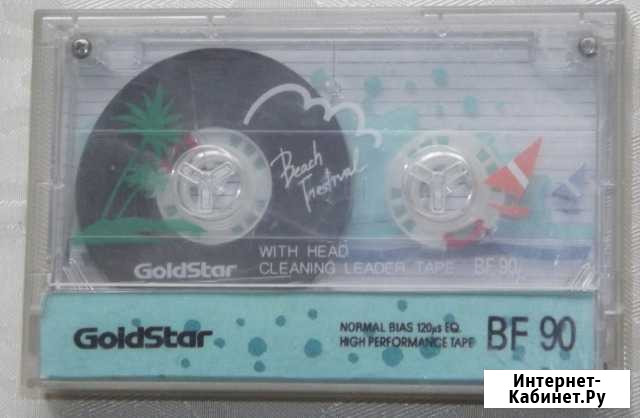 Beach
Festival
WITH HEAD
GoldStar CLEANING LEADER TAPE BF 90
GoldStar
NORMAL BIAS 120µs EQ.
HIGH PERFORMANCE TAPE
BF 90
Интернет-
Кабинет.Ру